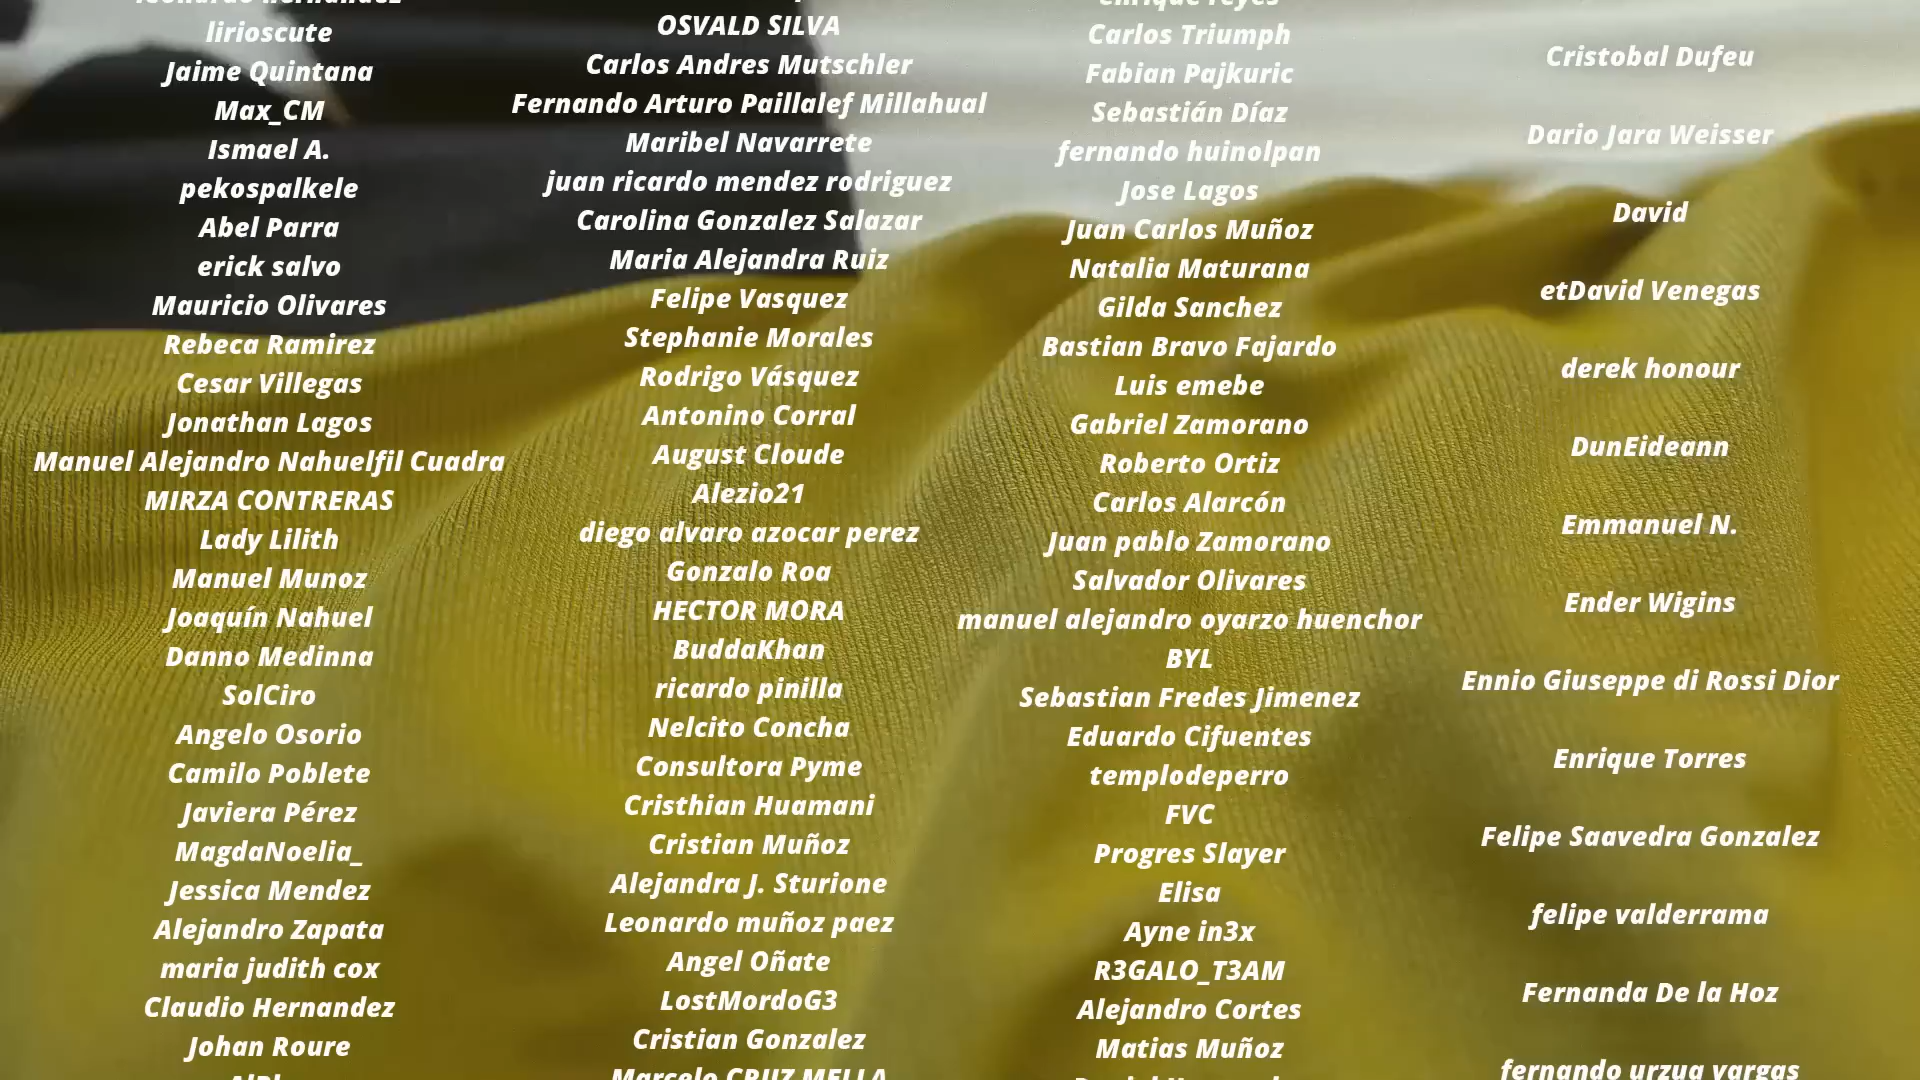 leonardo hernandez
lirioscute
Jaime Quintana
Max_CM
Ismael A.
pekospalkele
Abel Parra
erick salvo
Mauricio Olivares
Rebeca Ramirez
Cesar Villegas
Jonathan Lagos
Manuel Alejandro Nahuelfil Cuadra
MIRZA CONTRERAS
Lady Lilith
Manuel Munoz
Joaquín Nahuel
Danno Medinna
SolCiro
Angelo Osorio
Camilo Poblete
Javiera Pérez
MagdaNoelia_
Jessica Mendez
Alejandro Zapata
maria judith cox
Claudio Hernandez
Johan Roure
OSVALD SILVA
Carlos Andres Mutschler
Fernando Arturo Paillalef Millahual
Maribel Navarrete
juan ricardo mendez rodriguez
Carolina Gonzalez Salazar
Maria Alejandra Ruiz
Felipe Vasquez
Stephanie Morales
Rodrigo Vásquez
Antonino Corral
August Cloude
Alezio21
diego alvaro azocar perez
Gonzalo Roa
HECTOR MORA
BuddaKhan
ricardo pinilla
Nelcito Concha
Consultora Pyme
Cristhian Huamani
Cristian Muñoz
Alejandra J. Sturione
Leonardo muñoz paez
Angel Oñate
LostMordoG3
Cristian Gonzalez
Marcelo CRUZ MELLA
enrique reyes
Carlos Triumph
Fabian Pajkuric
Sebastián Díaz
fernando huinolpan
Jose Lagos
Juan Carlos Muñoz
Natalia Maturana
Gilda Sanchez
Bastian Bravo Fajardo
Luis emebe
Gabriel Zamorano
Roberto Ortiz
Carlos Alarcón
Juan pablo Zamorano
Salvador Olivares
manuel alejandro oyarzo huenchor
BYL
Sebastian Fredes Jimenez
Eduardo Cifuentes
templodeperro
FVC
Progres Slayer
Elisa
Ayne in3x
R3GALO_T3AM
Alejandro Cortes
Matias Muñoz
Cristobal Dufeu
Dario Jara Weisser
David
etDavid Venegas
derek honour
DunEideann
Emmanuel N.
Ender Wigins
Ennio Giuseppe di Rossi Dior
Enrique Torres
Felipe Saavedra Gonzalez
felipe valderrama
Fernanda De la Hoz
fernando urzua vargas